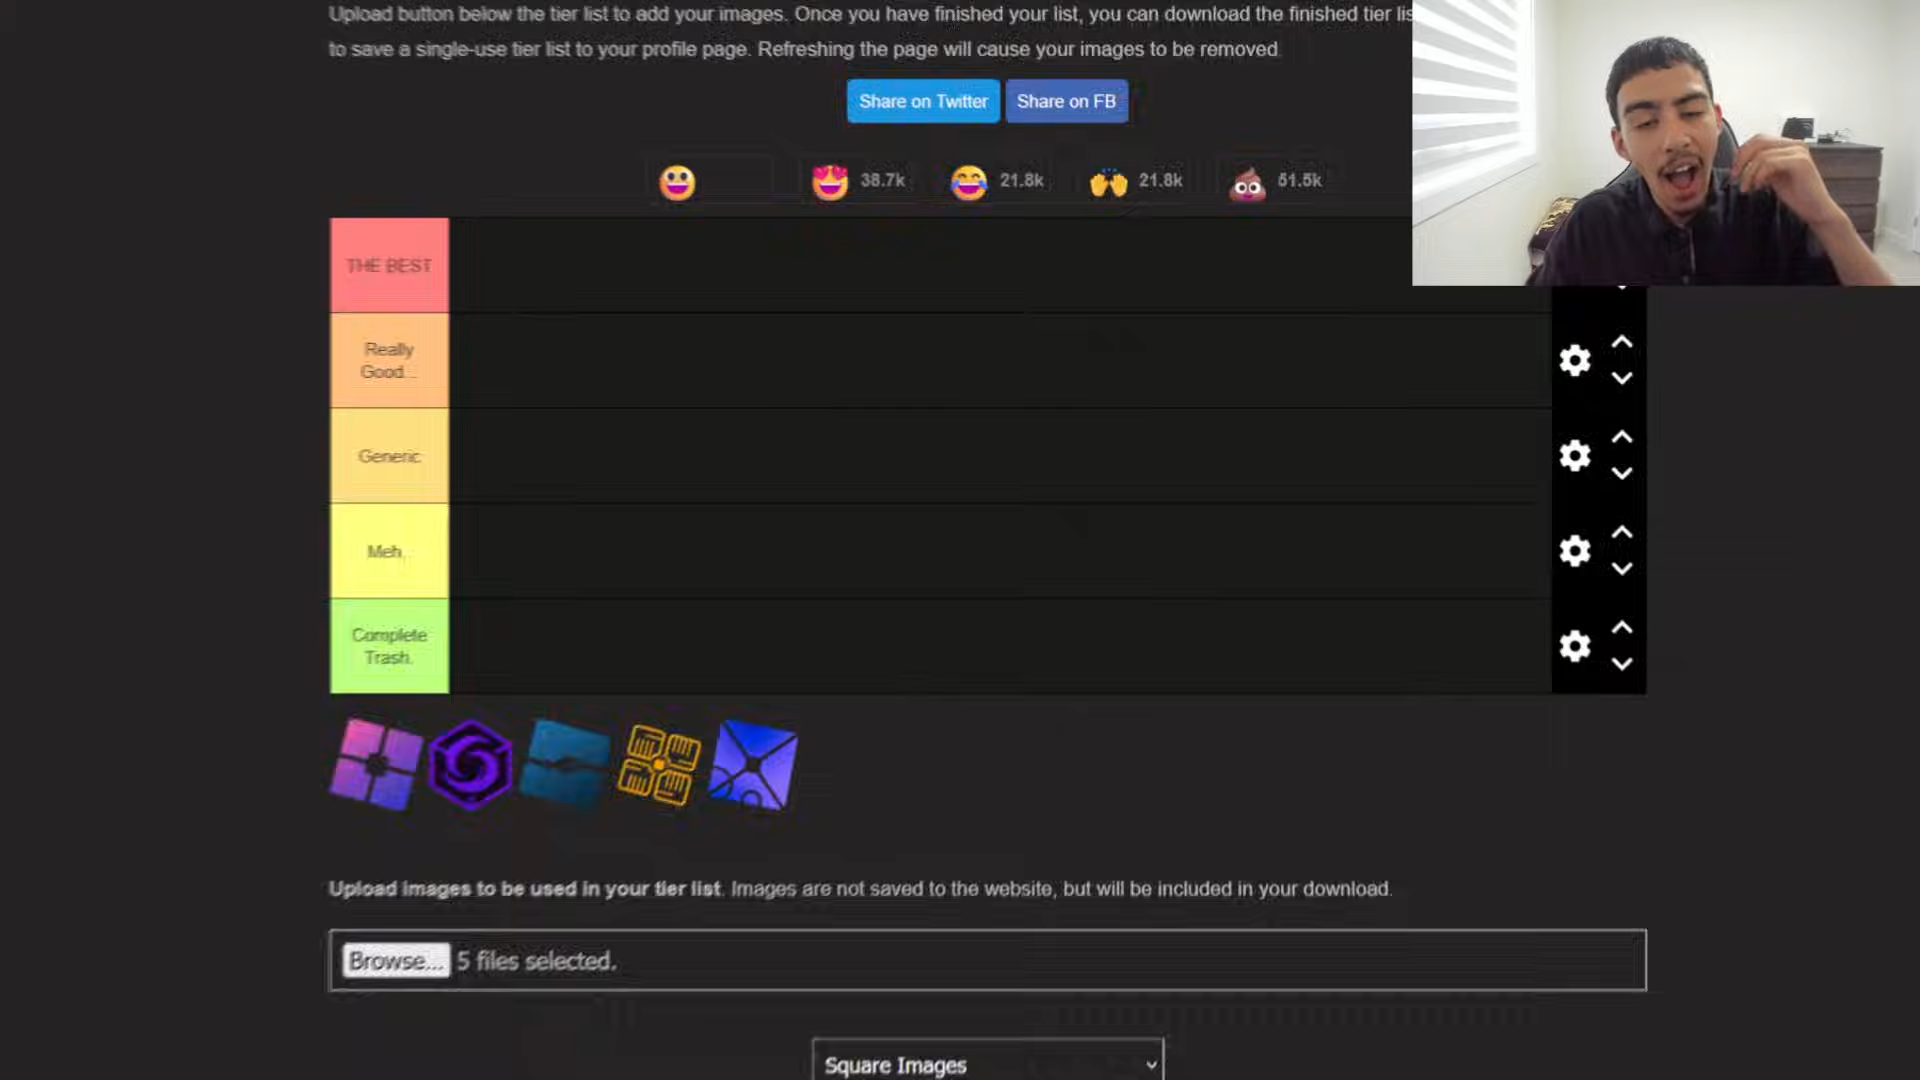 Upload button below the tier list to add your images. Once you have finished your list, you can download the finished tier lis
to save a single-use tier list to your profile page. Refreshing the page will cause your images to be removed.
Share on Twitter Share on FB
38.7k 21.8k 21.8k 51.5k
THE BEST
Really
Good...
Generic
Meh..
Complete
Trash.
Upload images to be used in your tier list. Images are not saved to the website, but will be included in your download.
Browse... 5 files selected.
Square Images